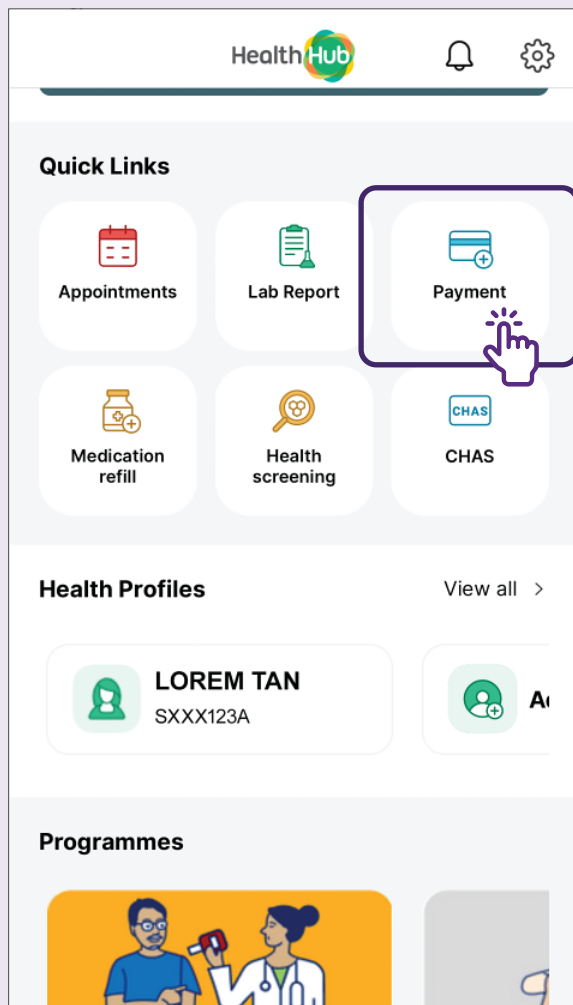 HealthHub
Quick Links
Appointments
Lab Report
Payment
Medication
refill
Health
screening
CHAS
CHAS
Health Profiles
View all
LOREM TAN
SXXX123A
Programmes